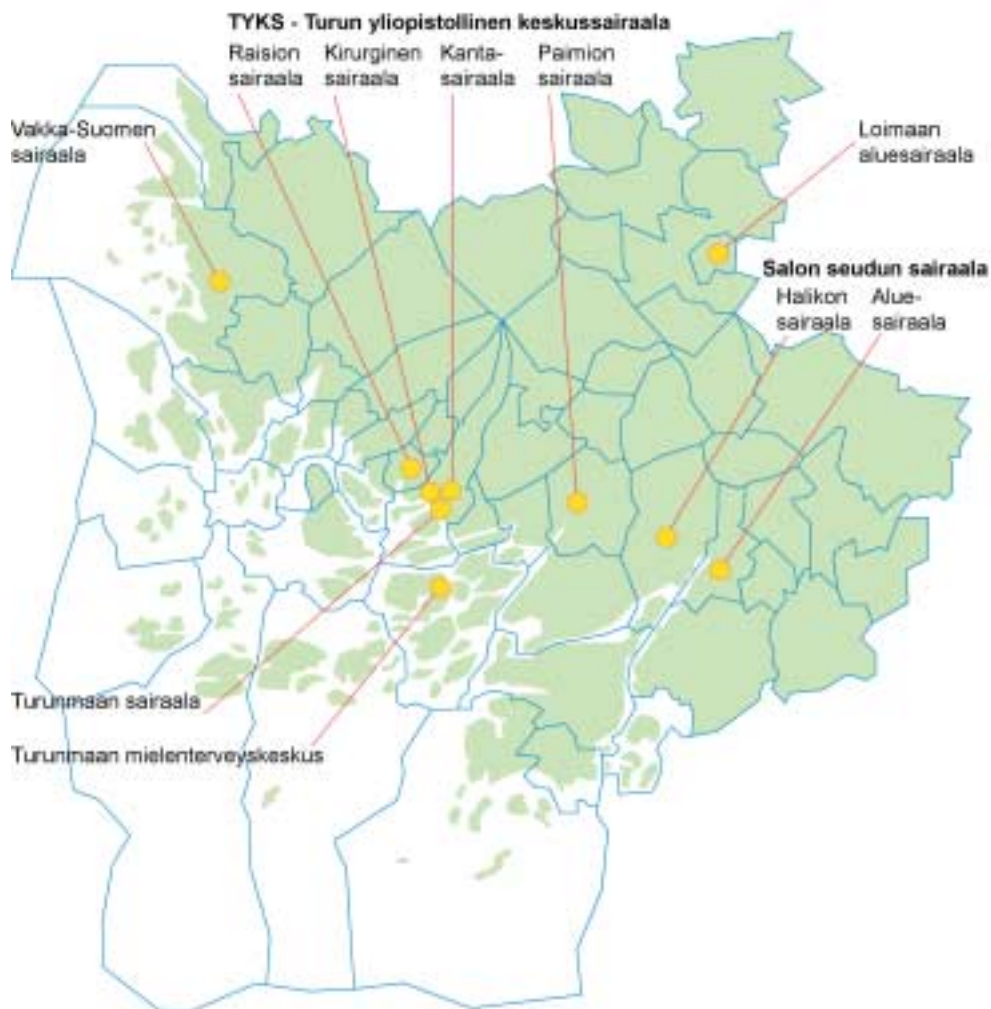 TYKS - Turun yliopistollinen keskussairaala
Raision
sairaala
Kirurginen
sairaala
Kanta-
sairaala
Paimion
sairaala
Vakka-Suomen
sairaala
Loimaan
aluesairaala
Salon seudun sairaala
Halikon
sairaala
Alue-
sairaala
Turunmaan sairaala
Turunmaan mielenterveyskeskus